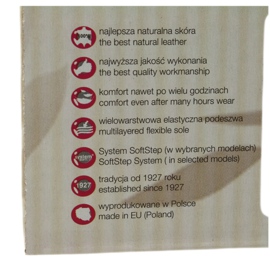 100%
najlepsza naturalna skóra
the best natural leather
najwyższa jakość wykonania
the best quality workmanship
komfort nawet po wielu godzinach
comfort even after many hours wear
wielowarstwowa elastyczna podeszwa
multilayered flexible sole
System SoftStep (w wybranych modelach)
SoftStep System ( in selected models)
1927
tradycja od 1927 roku
established since 1927
wyprodukowane w Polsce
made in EU (Poland)